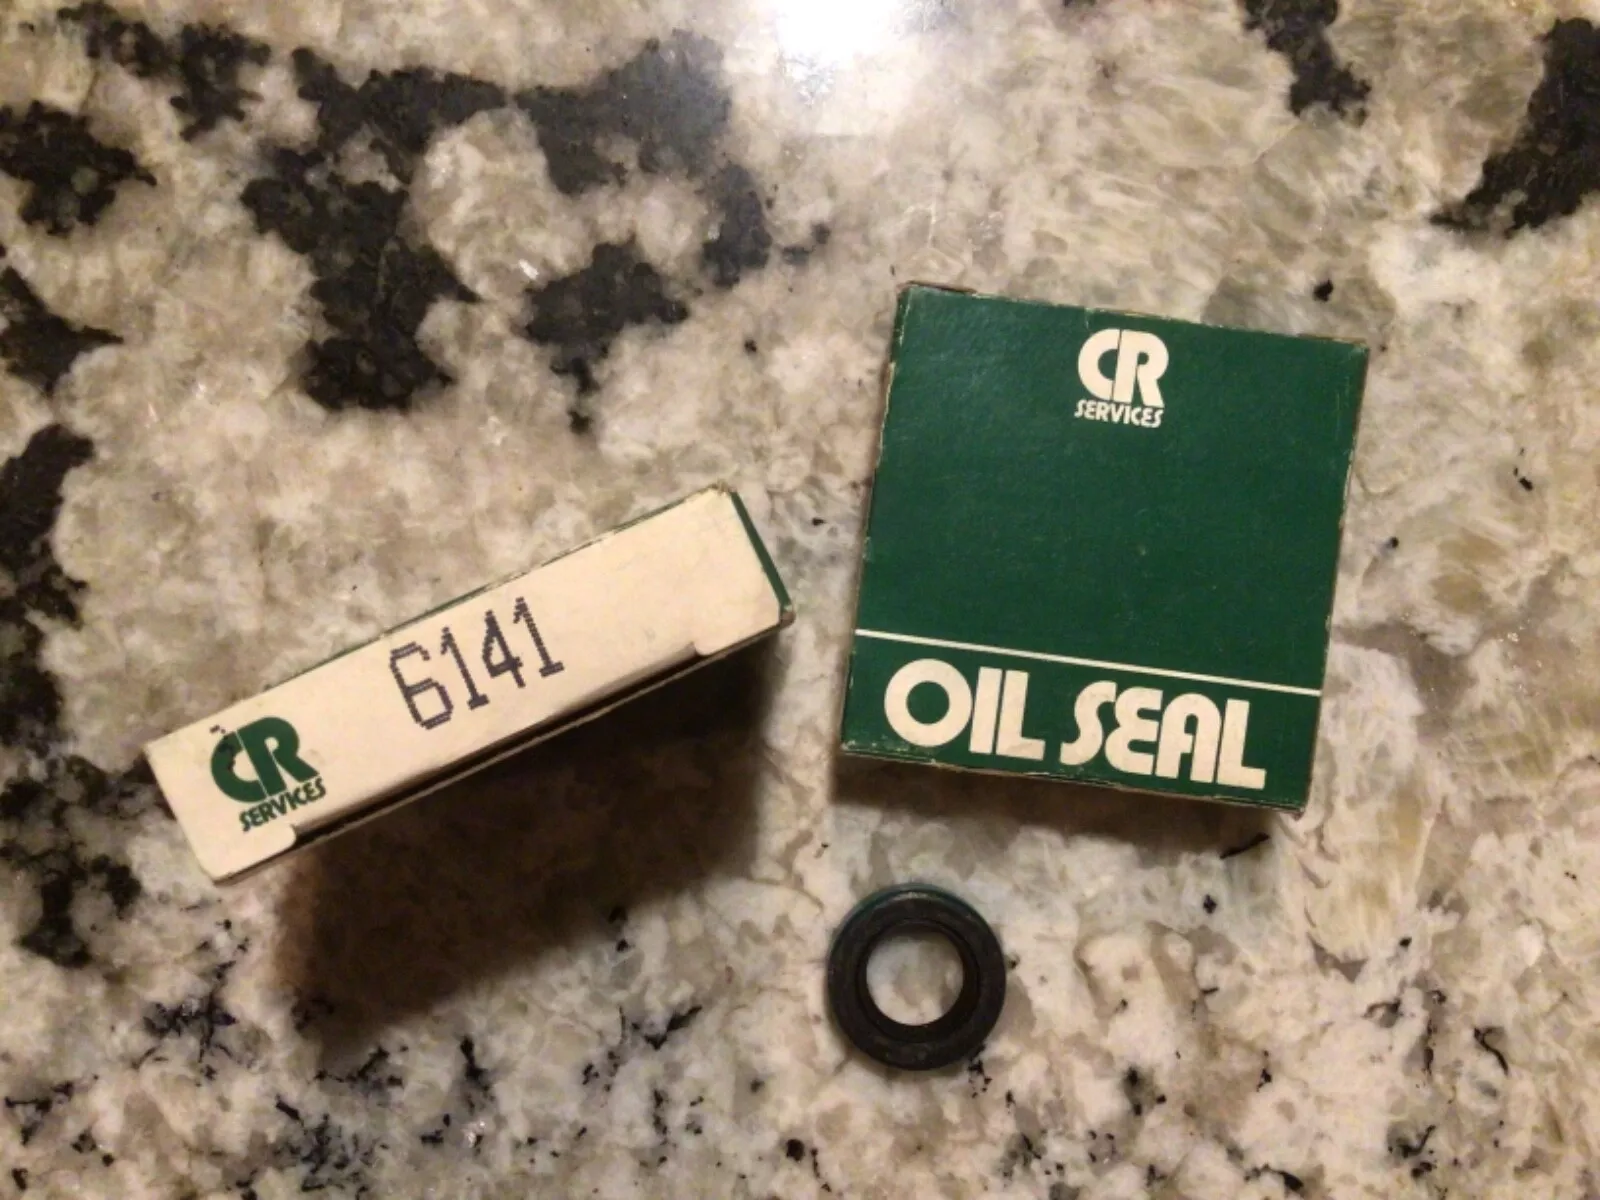 CR
SERVICES
6141
CR
SERVICES
OIL SEAL